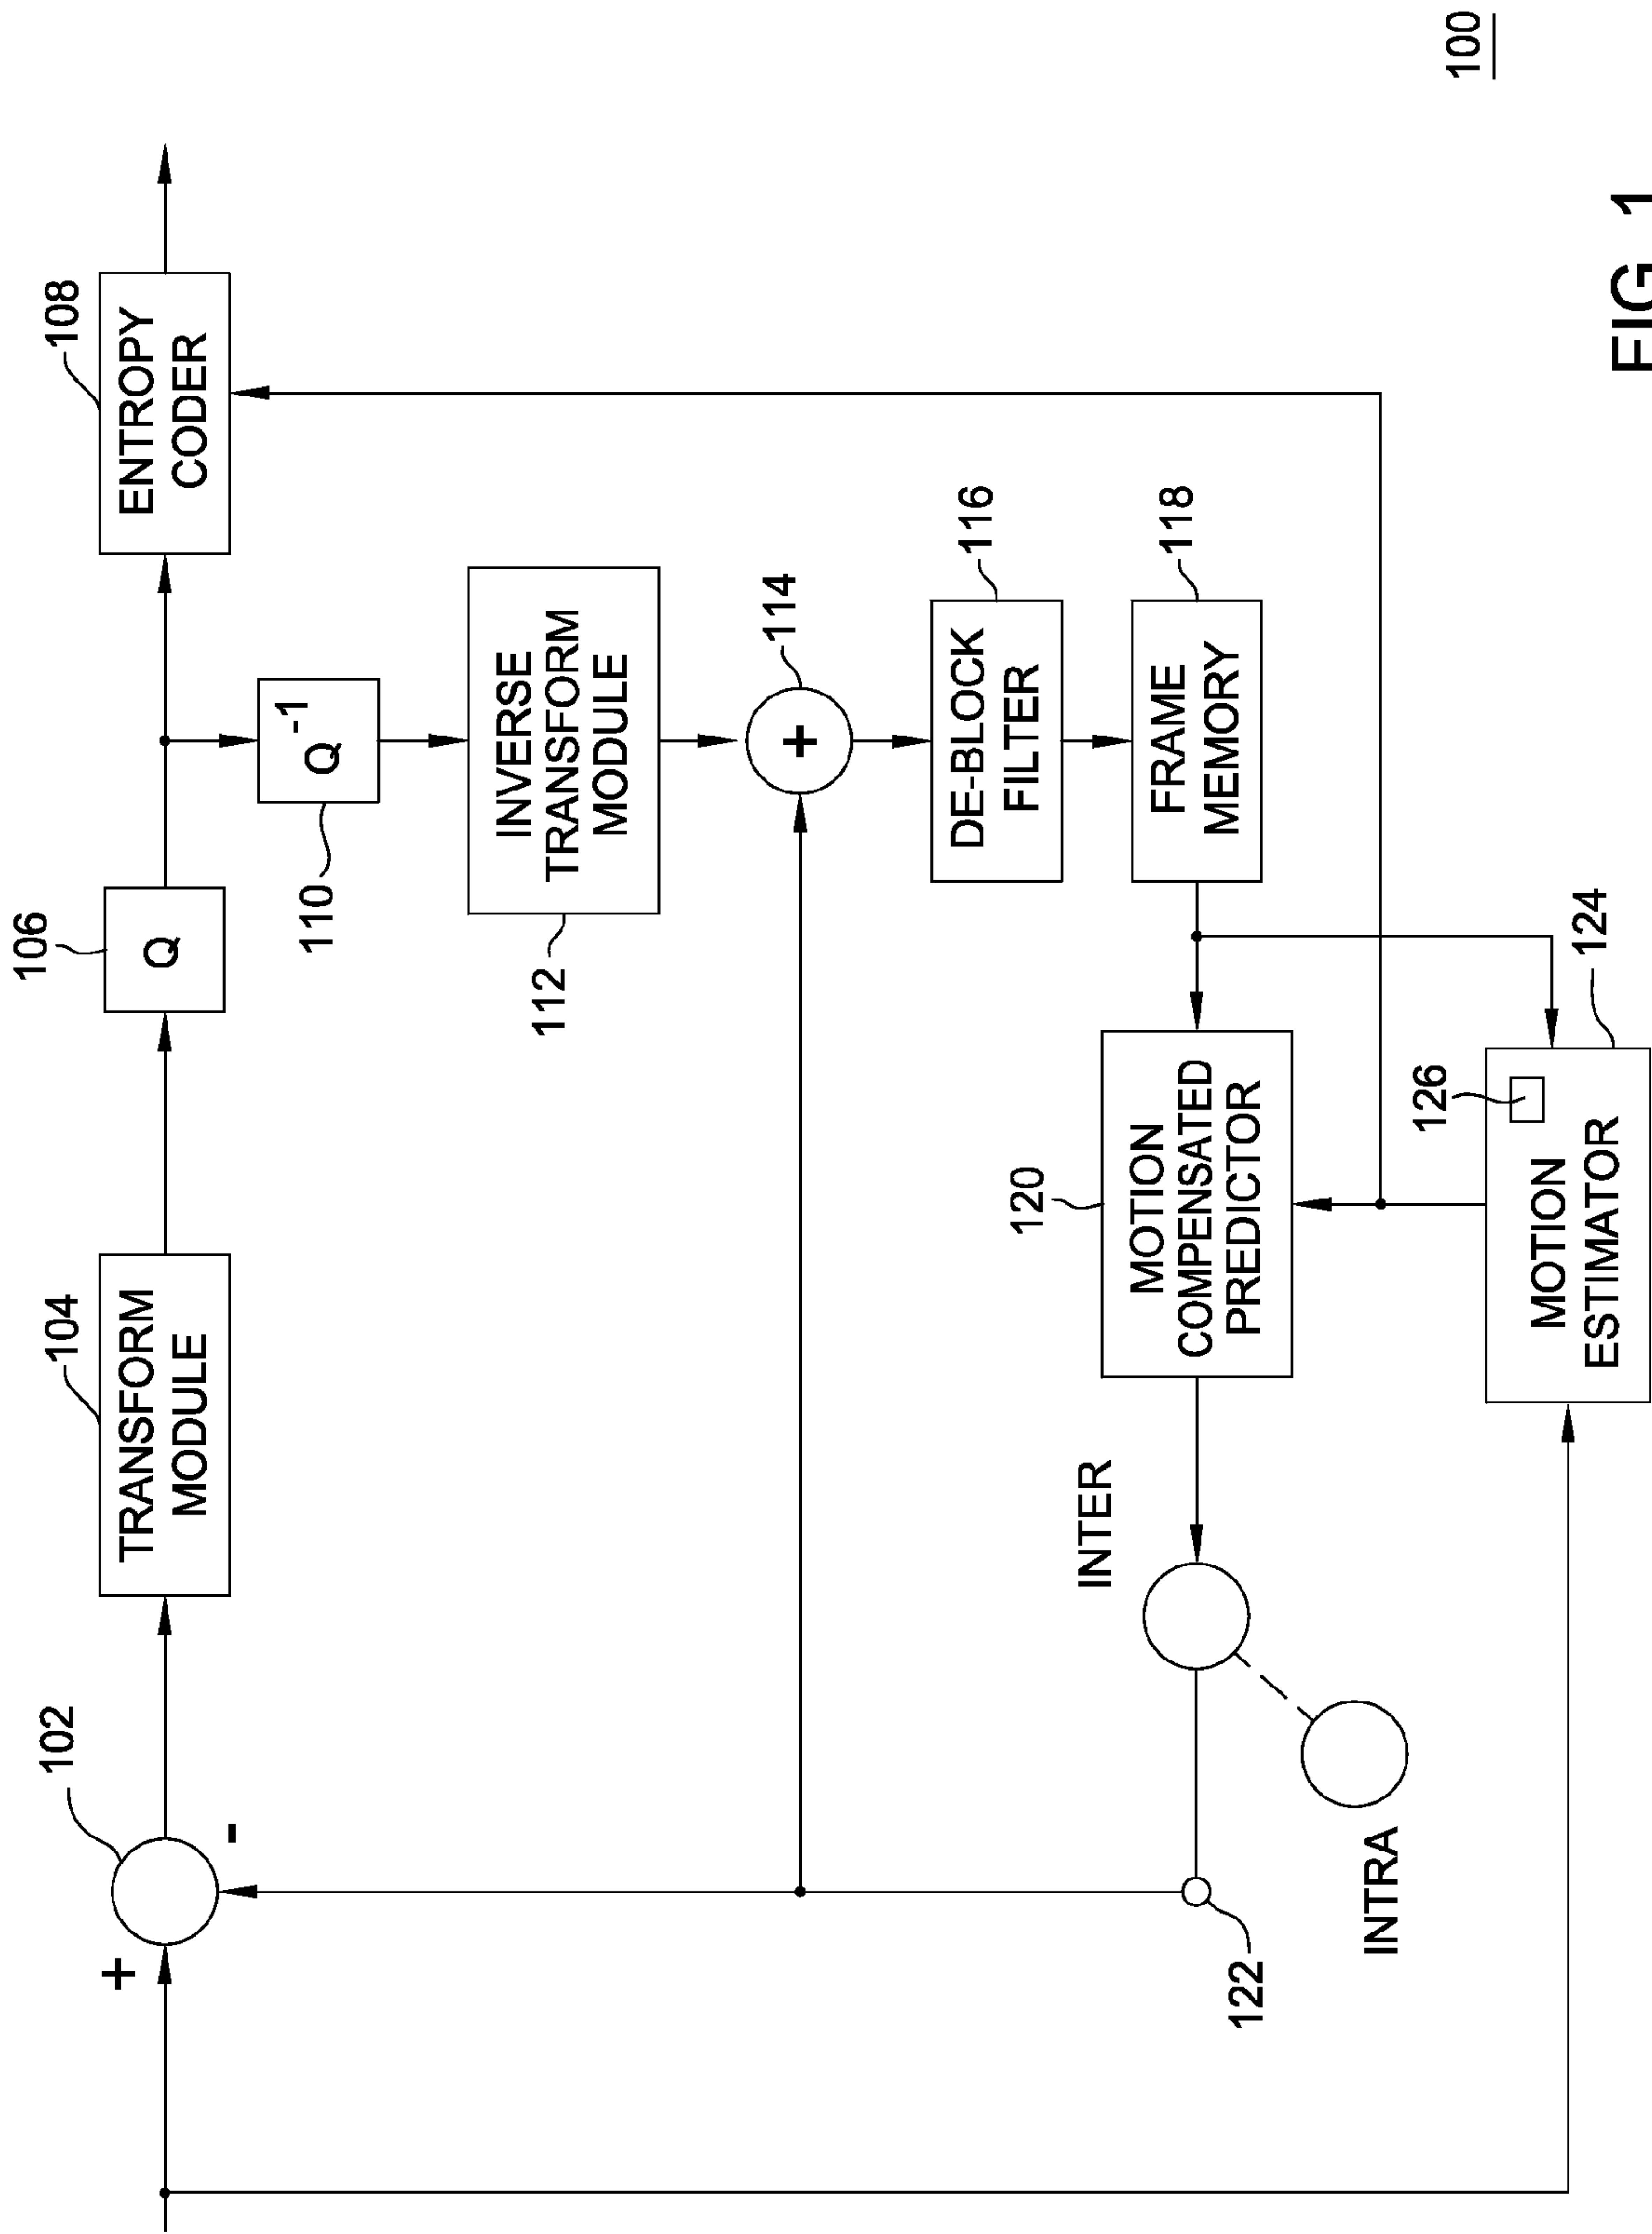 102
+
-
104
TRANSFORM
MODULE
106
Q
108
ENTROPY
CODER
110
Q-1
112
INVERSE
TRANSFORM
MODULE
114
+
116
DE-BLOCK
FILTER
118
FRAME
MEMORY
120
MOTION
COMPENSATED
PREDICTOR
INTER
INTRA
122
124
126
MOTION
ESTIMATOR
100
FIG. 1